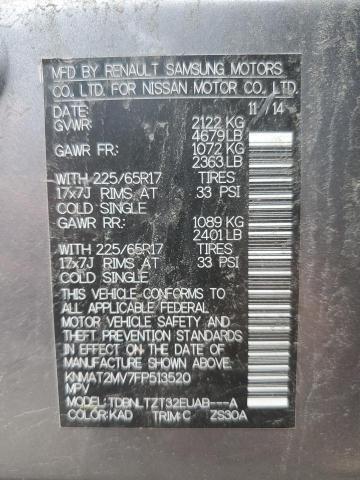 MFD BY RENAULT SAMSUNG MOTORS
CO. LTD. FOR NISSAN MOTOR CO., LTD.
DATE: 11 / 14
GVWR: 2122 KG
4679 LB
GAWR FR: 1072 KG
2363 LB
WITH 225/65R17 TIRES
17x7J RIMS AT 33 PSI
COLD SINGLE
GAWR RR: 1089 KG
2401 LB
WITH 225/65R17 TIRES
17x7J RIMS AT 33 PSI
COLD SINGLE
THIS VEHICLE CONFORMS TO
ALL APPLICABLE FEDERAL
MOTOR VEHICLE SAFETY AND
THEFT PREVENTION STANDARDS
IN EFFECT ON THE DATE OF
MANUFACTURE SHOWN ABOVE.
KNMAT2MV7FP513520
MPV
MODEL: TDBNLTZT32EUAB---A
COLOR: KAD TRIM: C ZS30A